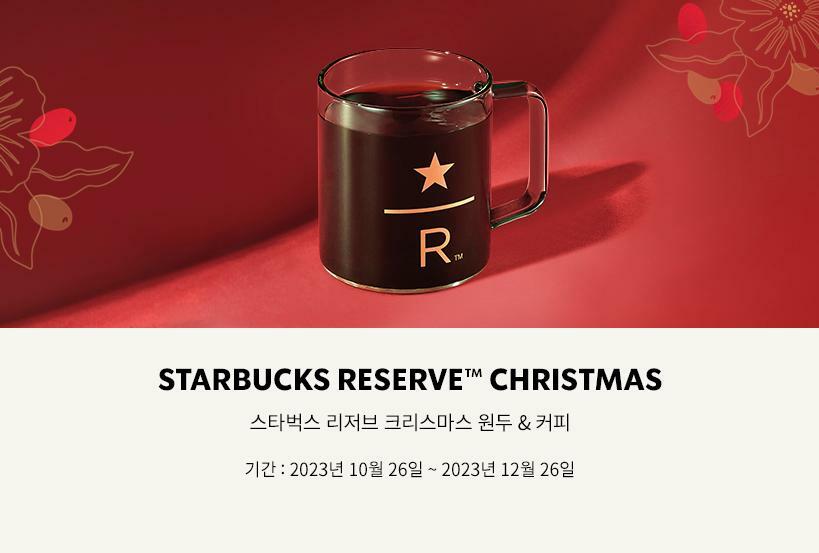 R™
STARBUCKS RESERVE™ CHRISTMAS
스타벅스 리저브 크리스마스 원두 & 커피
기간 : 2023년 10월 26일 ~ 2023년 12월 26일